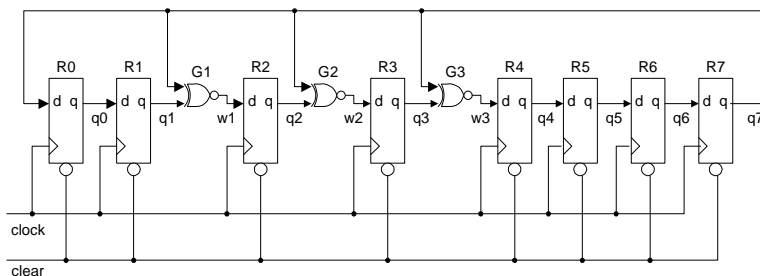 R0 R1 G1 R2 G2 R3 G3 R4 R5 R6 R7
d q d q d q d q d q d q d q d q
q0 q1 w1 q2 w2 q3 w3 q4 q5 q6 q7
clock
clear